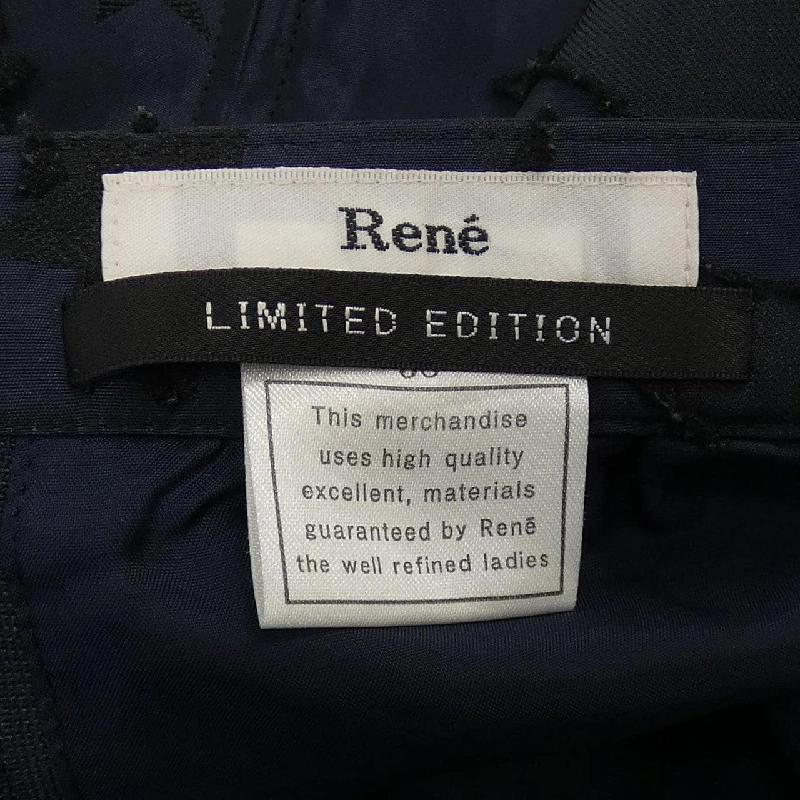 René
LIMITED EDITION
This merchandise
uses high quality
excellent, materials
guaranteed by René
the well refined ladies